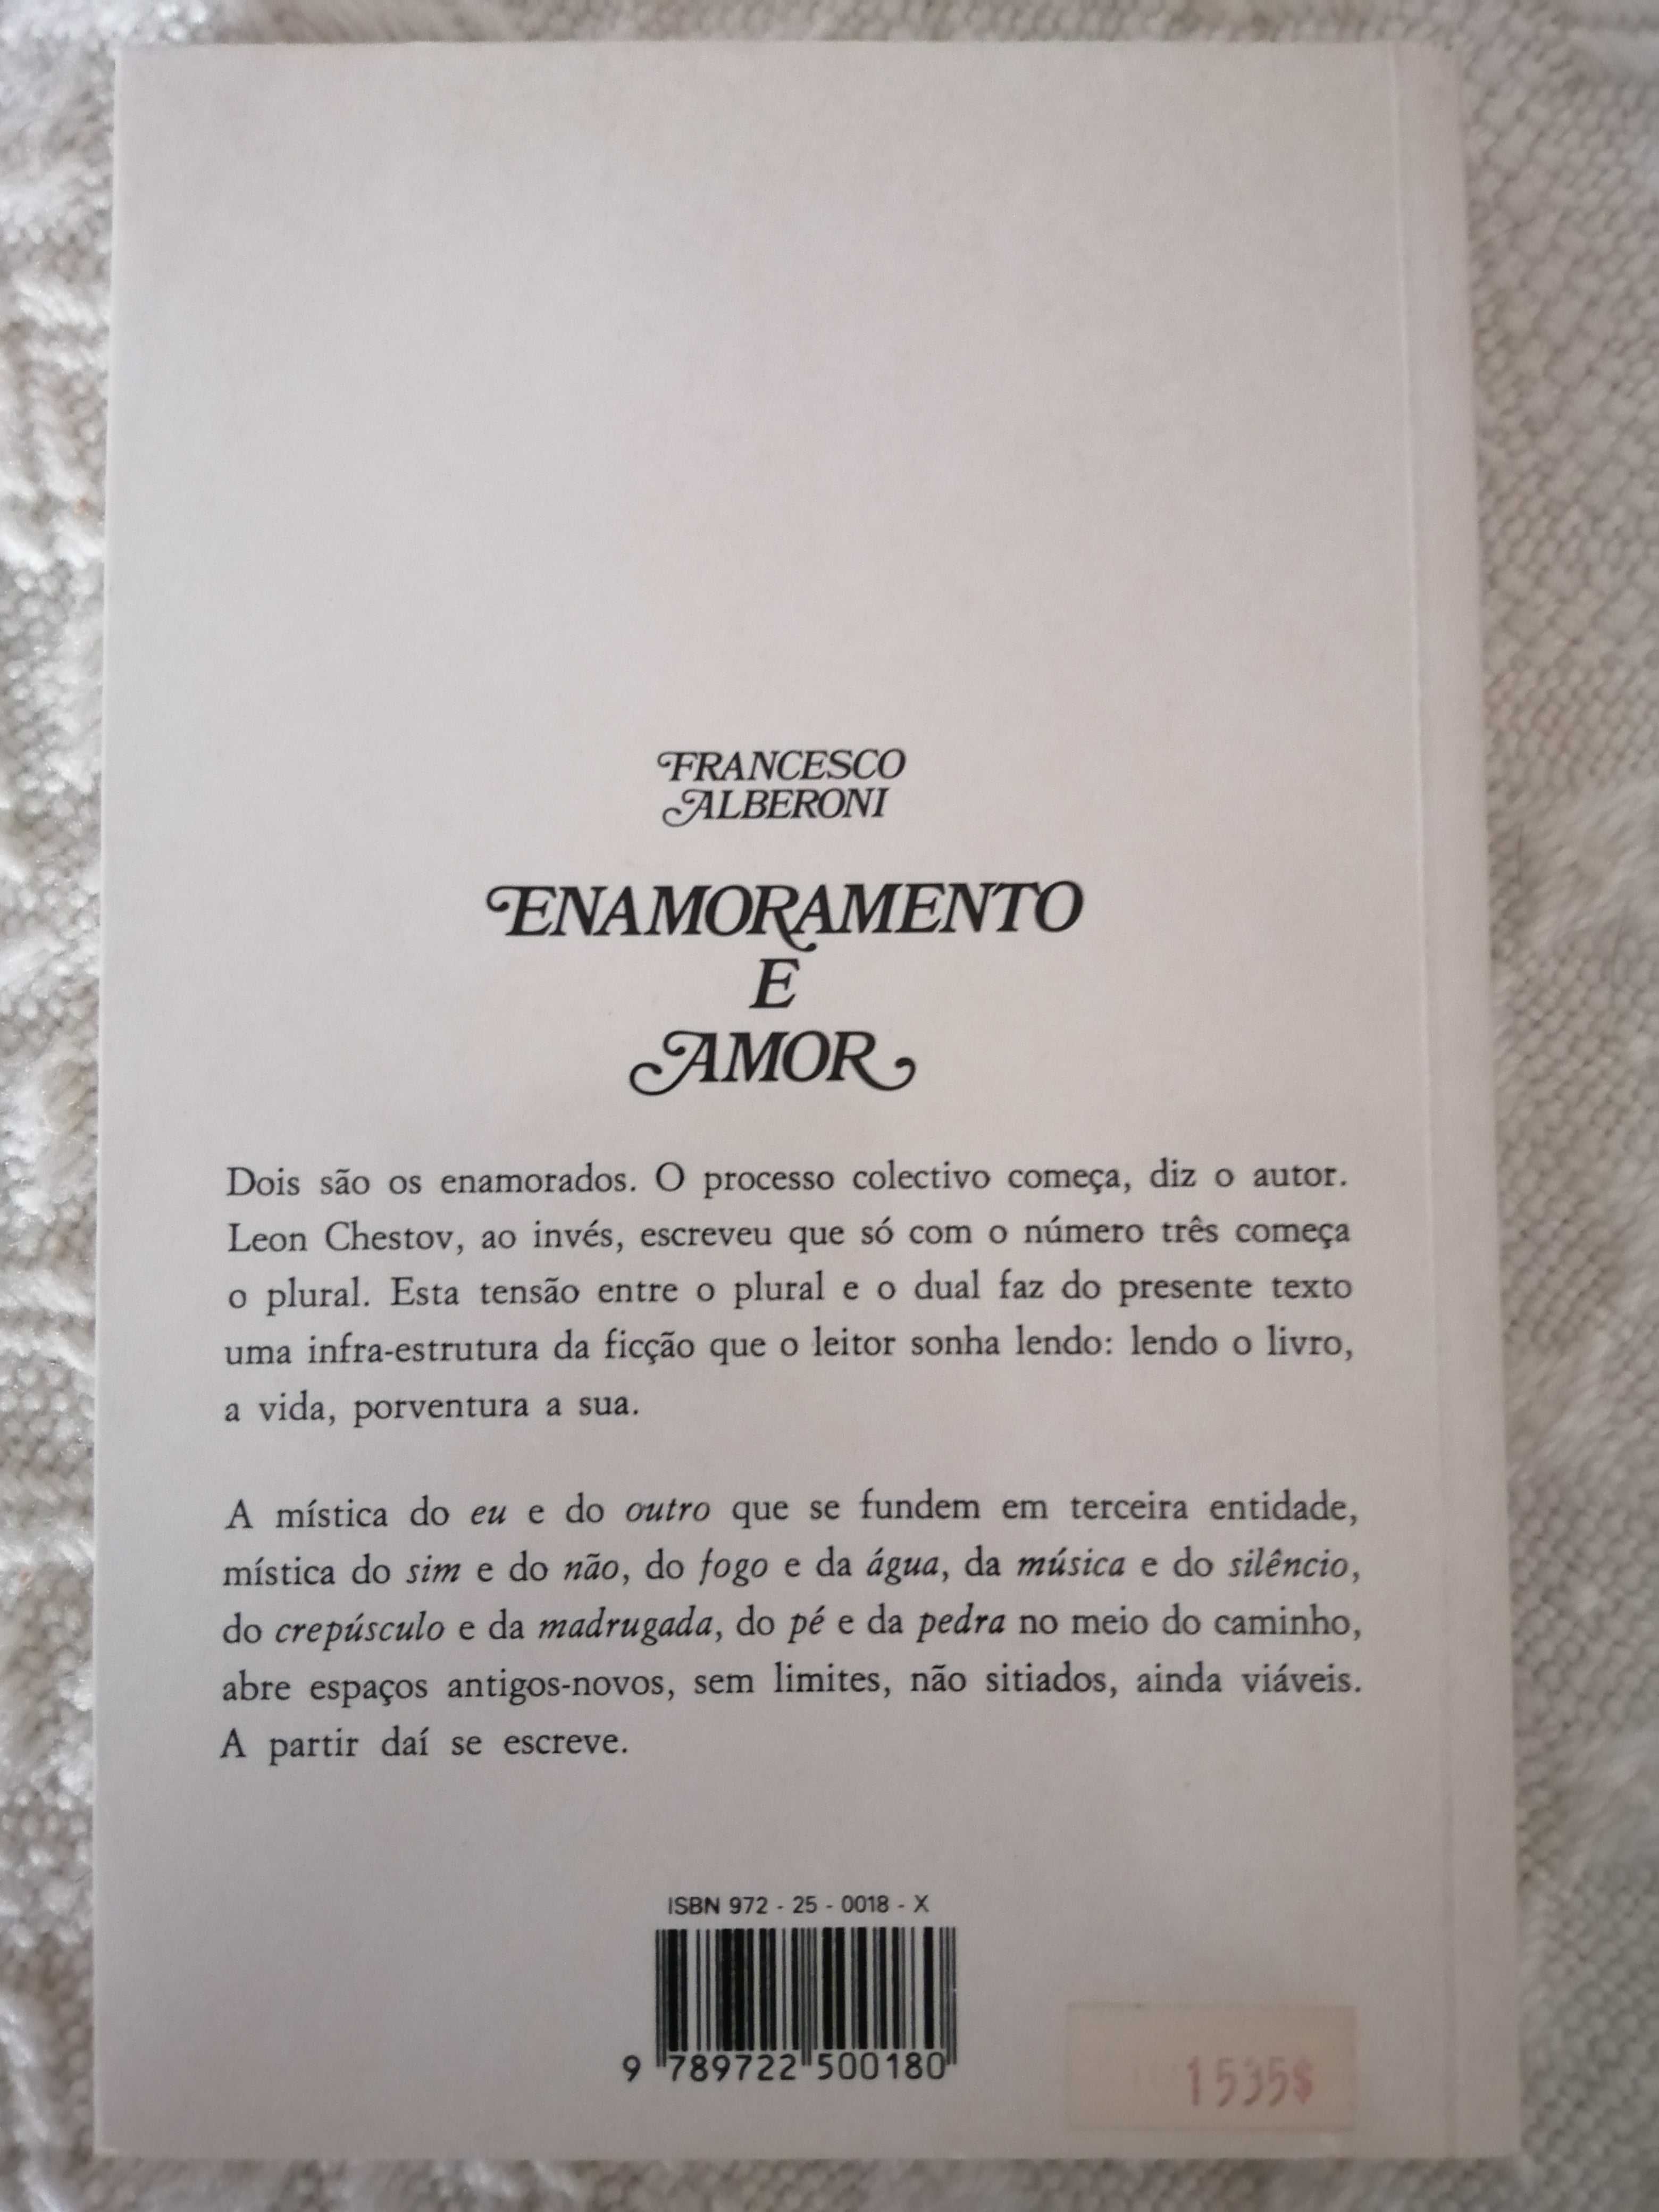 FRANCESCO
ALBERONI
ENAMORAMENTO
E
AMOR
Dois são os enamorados. O processo colectivo começa, diz o autor.
Leon Chestov, ao invés, escreveu que só com o número três começa
o plural. Esta tensão entre o plural e o dual faz do presente texto
uma infra-estrutura da ficção que o leitor sonha lendo: lendo o livro,
a vida, porventura a sua.
A mística do eu e do outro que se fundem em terceira entidade,
mística do sim e do não, do fogo e da água, da música e do silêncio,
do crepúsculo e da madrugada, do pé e da pedra no meio do caminho,
abre espaços antigos-novos, sem limites, não sitiados, ainda viáveis.
A partir daí se escreve.
ISBN 972 - 25 - 0018 - X
9 789722 500180
1535$